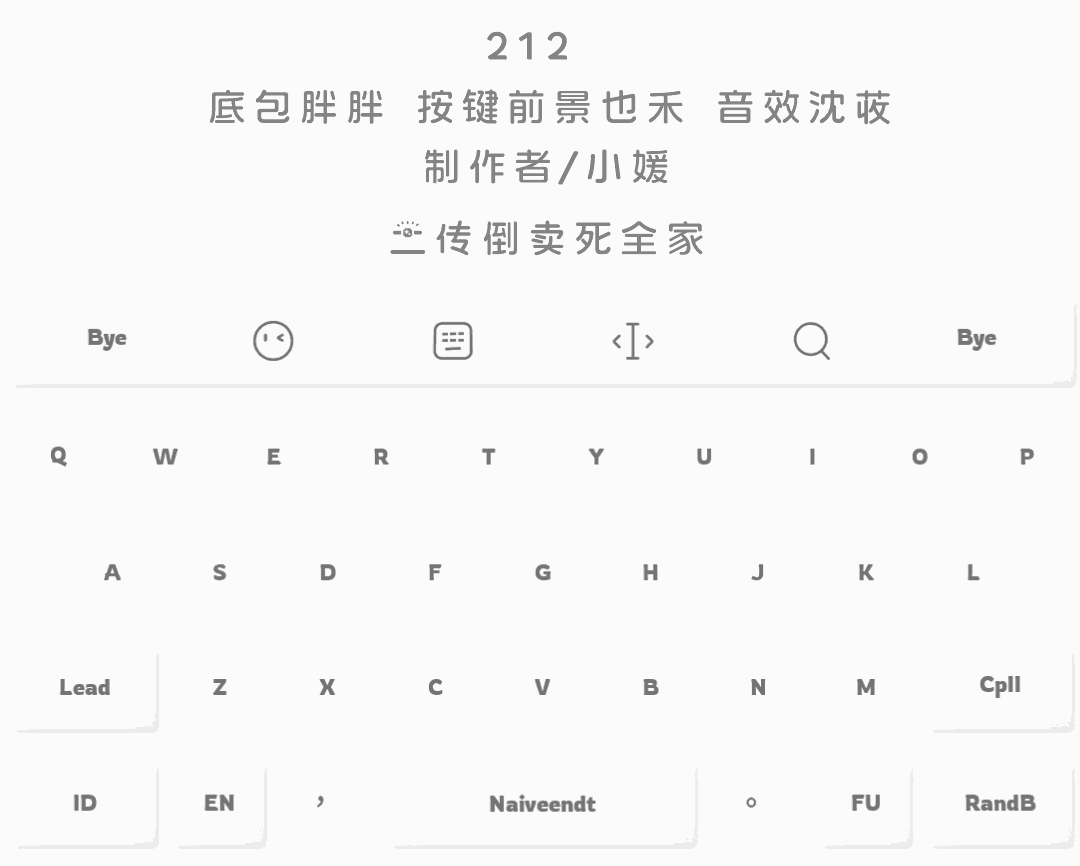 212
底包胖胖 按键前景也禾 音效沈莜
制作者/小媛
二传倒卖死全家
Bye Bye
Q W E R T Y U I O P
A S D F G H J K L
Lead Z X C V B N M Cpll
ID EN , Naiveendt 。 FU RandB